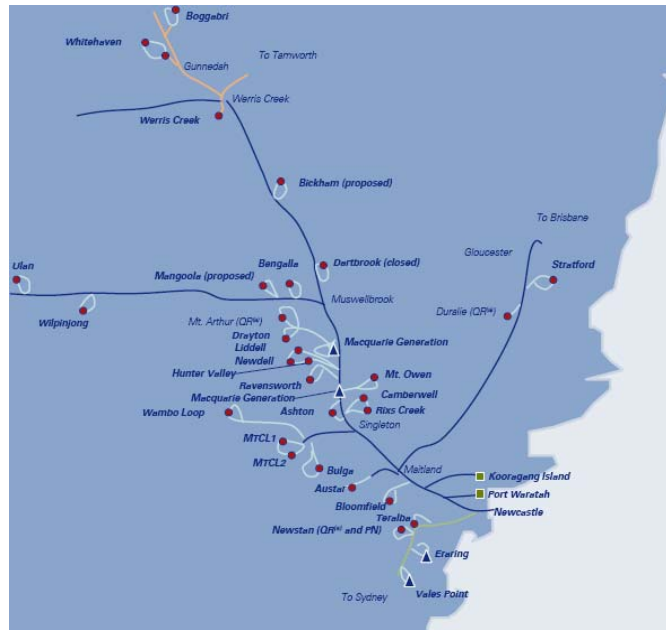 Boggabri
Whitehaven
To Tamworth
Gunnedah
Werris Creek
Werris Creek
Bickham (proposed)
To Brisbane
Gloucester
Ulan
Bengalla
Dartbrook (closed)
Stratford
Mangoola (proposed)
Muswellbrook
Duralie (QR⁽ᵃ⁾)
Wilpinjong
Mt. Arthur (QR⁽ᵃ⁾)
Drayton
Macquarie Generation
Liddell
Newdell
Hunter Valley
Mt. Owen
Ravensworth
Macquarie Generation
Camberwell
Wambo Loop
Ashton
Rixs Creek
Singleton
MTCL1
MTCL2
Bulga
Maitland
Kooragang Island
Austar
Port Waratah
Bloomfield
Newcastle
Teralba
Newstan (QR⁽ᵃ⁾ and PN)
Eraring
To Sydney
Vales Point